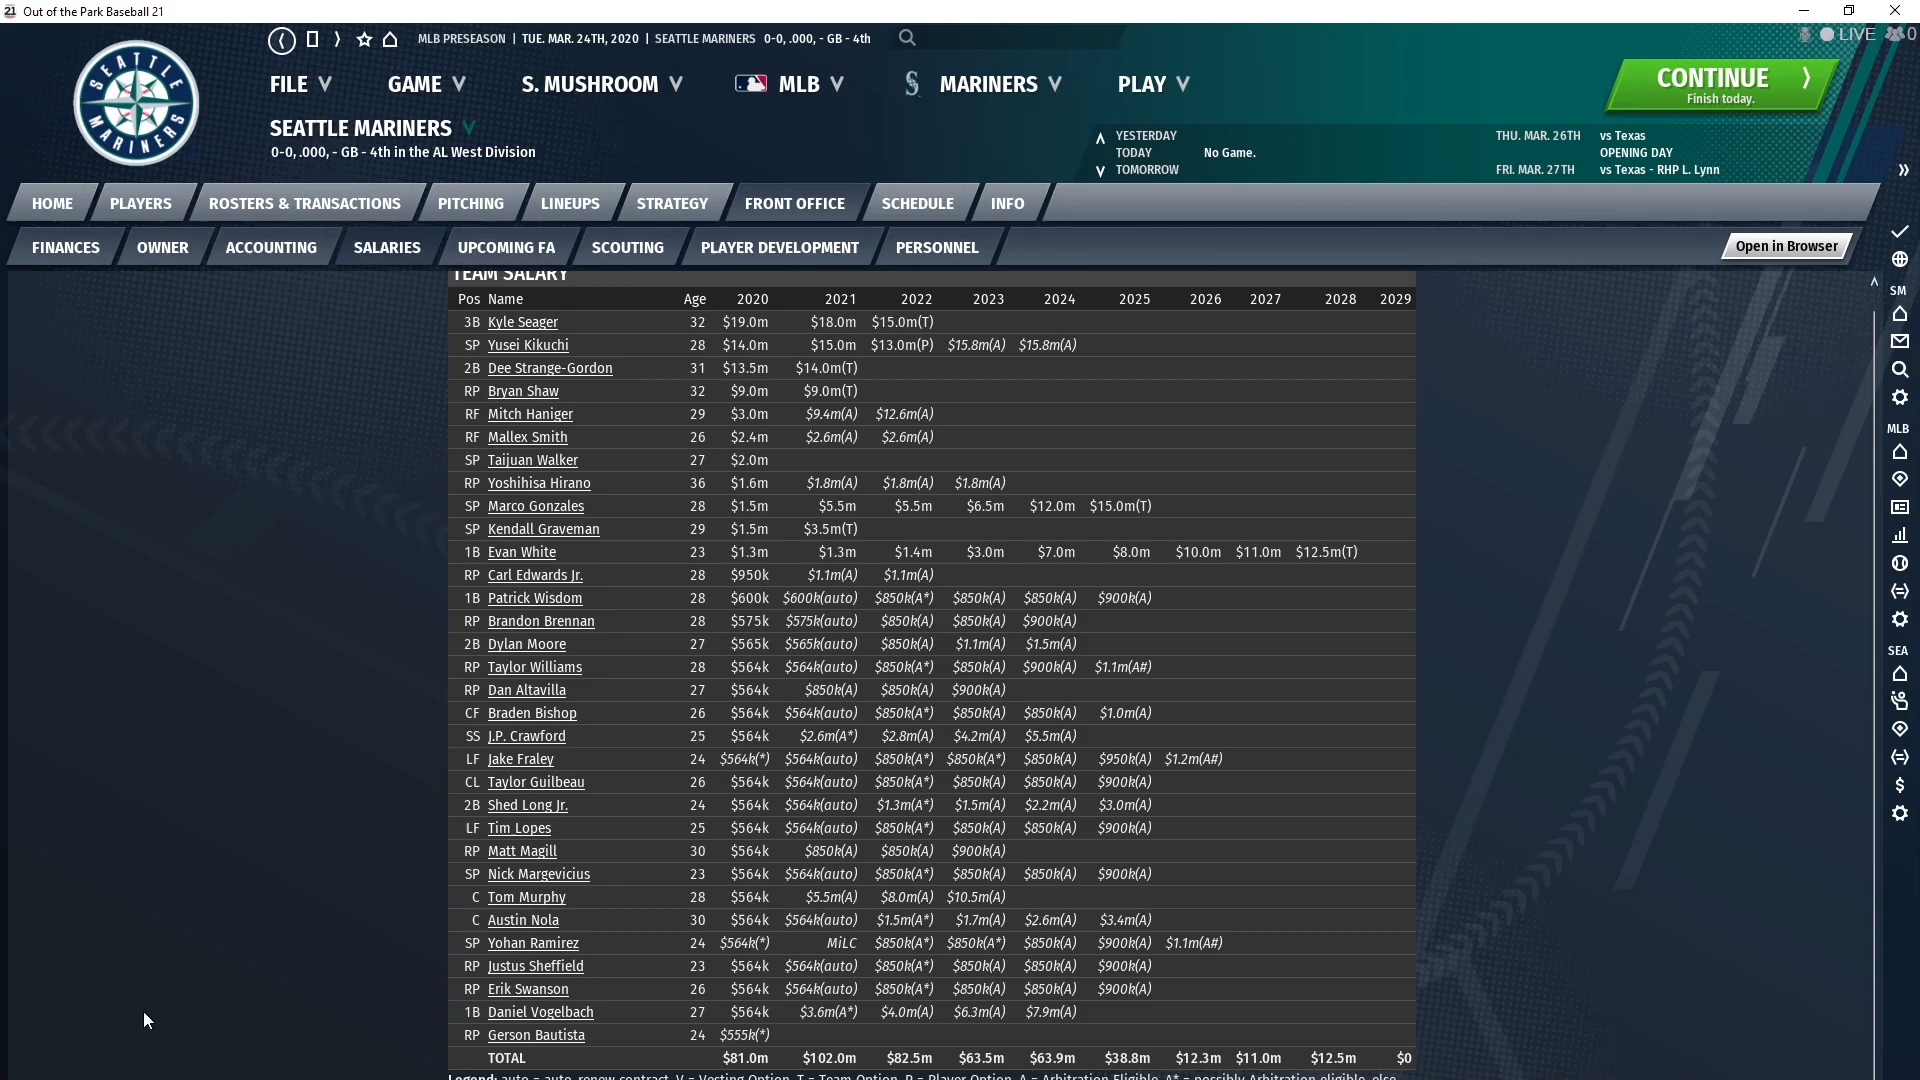 Out of the Park Baseball 21
MLB PRESEASON | TUE. MAR. 24TH, 2020 | SEATTLE MARINERS 0-0, .000, - GB - 4th
LIVE 0
SEATTLE MARINERS
FILE GAME S. MUSHROOM MLB MARINERS PLAY
CONTINUE
Finish today.
SEATTLE MARINERS
0-0, .000, - GB - 4th in the AL West Division
YESTERDAY THU. MAR. 26TH vs Texas
TODAY No Game. OPENING DAY
TOMORROW FRI. MAR. 27TH vs Texas - RHP L. Lynn
HOME PLAYERS ROSTERS & TRANSACTIONS PITCHING LINEUPS STRATEGY FRONT OFFICE SCHEDULE INFO
FINANCES OWNER ACCOUNTING SALARIES UPCOMING FA SCOUTING PLAYER DEVELOPMENT PERSONNEL Open in Browser
TEAM SALARY
Pos Name Age 2020 2021 2022 2023 2024 2025 2026 2027 2028 2029
3B Kyle Seager 32 $19.0m $18.0m $15.0m(T)
SP Yusei Kikuchi 28 $14.0m $15.0m $13.0m(P) $15.8m(A) $15.8m(A)
2B Dee Strange-Gordon 31 $13.5m $14.0m(T)
RP Bryan Shaw 32 $9.0m $9.0m(T)
RF Mitch Haniger 29 $3.0m $9.4m(A) $12.6m(A)
RF Mallex Smith 26 $2.4m $2.6m(A) $2.6m(A)
SP Taijuan Walker 27 $2.0m
RP Yoshihisa Hirano 36 $1.6m $1.8m(A) $1.8m(A) $1.8m(A)
SP Marco Gonzales 28 $1.5m $5.5m $5.5m $6.5m $12.0m $15.0m(T)
SP Kendall Graveman 29 $1.5m $3.5m(T)
1B Evan White 23 $1.3m $1.3m $1.4m $3.0m $7.0m $8.0m $10.0m $11.0m $12.5m(T)
RP Carl Edwards Jr. 28 $950k $1.1m(A) $1.1m(A)
1B Patrick Wisdom 28 $600k $600k(auto) $850k(A*) $850k(A) $850k(A) $900k(A)
RP Brandon Brennan 28 $575k $575k(auto) $850k(A) $850k(A) $900k(A)
2B Dylan Moore 27 $565k $565k(auto) $850k(A) $1.1m(A) $1.5m(A)
RP Taylor Williams 28 $564k $564k(auto) $850k(A*) $850k(A) $900k(A) $1.1m(A#)
RP Dan Altavilla 27 $564k $850k(A) $850k(A) $900k(A)
CF Braden Bishop 26 $564k $564k(auto) $850k(A*) $850k(A) $850k(A) $1.0m(A)
SS J.P. Crawford 25 $564k $2.6m(A*) $2.8m(A) $4.2m(A) $5.5m(A)
LF Jake Fraley 24 $564k(*) $564k(auto) $850k(A*) $850k(A*) $850k(A) $950k(A) $1.2m(A#)
CL Taylor Guilbeau 26 $564k $564k(auto) $850k(A*) $850k(A) $850k(A) $900k(A)
2B Shed Long Jr. 24 $564k $564k(auto) $1.3m(A*) $1.5m(A) $2.2m(A) $3.0m(A)
LF Tim Lopes 25 $564k $564k(auto) $850k(A*) $850k(A) $850k(A) $900k(A)
RP Matt Magill 30 $564k $850k(A) $850k(A) $900k(A)
SP Nick Margevicius 23 $564k $564k(auto) $850k(A*) $850k(A) $850k(A) $900k(A)
C Tom Murphy 28 $564k $5.5m(A) $8.0m(A) $10.5m(A)
C Austin Nola 30 $564k $564k(auto) $1.5m(A*) $1.7m(A) $2.6m(A) $3.4m(A)
SP Yohan Ramirez 24 $564k(*) MiLC $850k(A*) $850k(A*) $850k(A) $900k(A) $1.1m(A#)
RP Justus Sheffield 23 $564k $564k(auto) $850k(A*) $850k(A) $850k(A) $900k(A)
RP Erik Swanson 26 $564k $564k(auto) $850k(A*) $850k(A) $850k(A) $900k(A)
1B Daniel Vogelbach 27 $564k $3.6m(A*) $4.0m(A) $6.3m(A) $7.9m(A)
RP Gerson Bautista 24 $555k(*)
TOTAL $81.0m $102.0m $82.5m $63.5m $63.9m $38.8m $12.3m $11.0m $12.5m $0
Legend: auto = auto-renew contract, V = Vesting Option, T = Team Option, P = Player Option, A = Arbitration Eligible, A* = possibly Arbitration eligible, else
SM
MLB
SEA